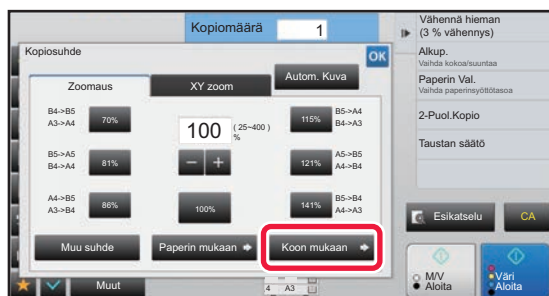 Kopiomäärä
1
Vähennä hieman
(3 % vähennys)
Alkup.
Vaihda kokoa/suuntaa
Paperin Val.
Vaihda paperinsyöttötasoa
2-Puol.Kopio
Taustan säätö
Kopiosuhde
OK
Zoomaus
XY zoom
Autom. Kuva
B4->B5
A3->A4
70%
100
(25~400)
%
115%
B5->A4
B4->A3
B5->A5
B4->A4
81%
121%
A5->B5
A4->B4
A4->B5
A3->B4
86%
100%
141%
B5->B4
A4->A3
Muu suhde
Paperin mukaan
Koon mukaan
Esikatselu
CA
Muut
4 A3
M/V
Aloita
Väri
Aloita